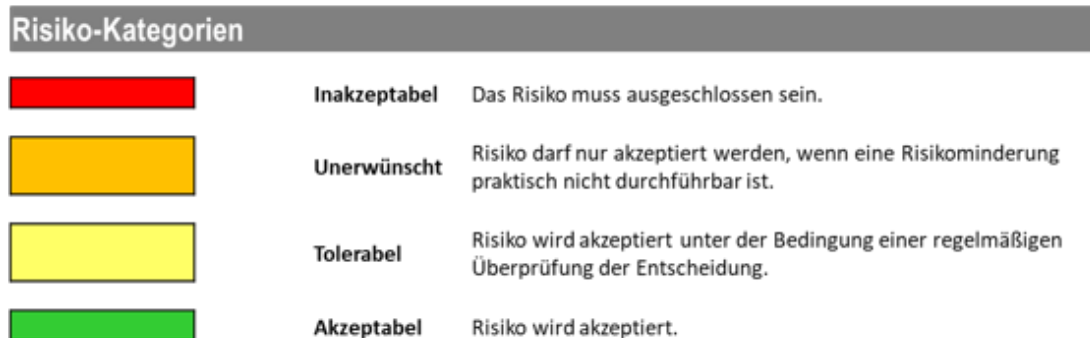 Risiko-Kategorien
Inakzeptabel Das Risiko muss ausgeschlossen sein.
Unerwünscht Risiko darf nur akzeptiert werden, wenn eine Risikominderung
praktisch nicht durchführbar ist.
Tolerabel Risiko wird akzeptiert unter der Bedingung einer regelmäßigen
Überprüfung der Entscheidung.
Akzeptabel Risiko wird akzeptiert.